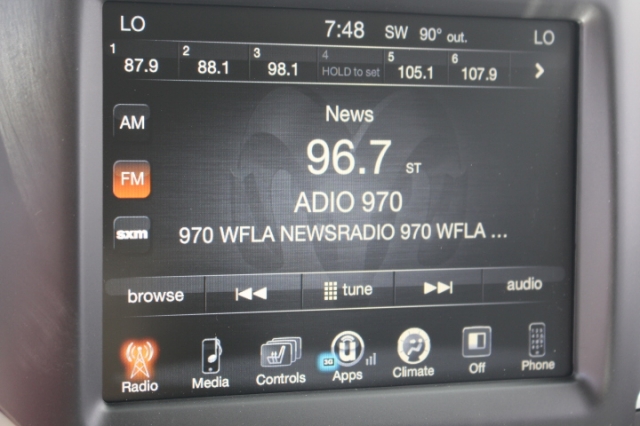 LO 7:48 SW 90° out. LO
1 2 3 4 5 6
87.9 88.1 98.1 HOLD to set 105.1 107.9
AM News
96.7 ST
FM
ADIO 970
sxm 970 WFLA NEWSRADIO 970 WFLA ...
browse tune audio
3G
Radio Media Controls Apps Climate Off Phone